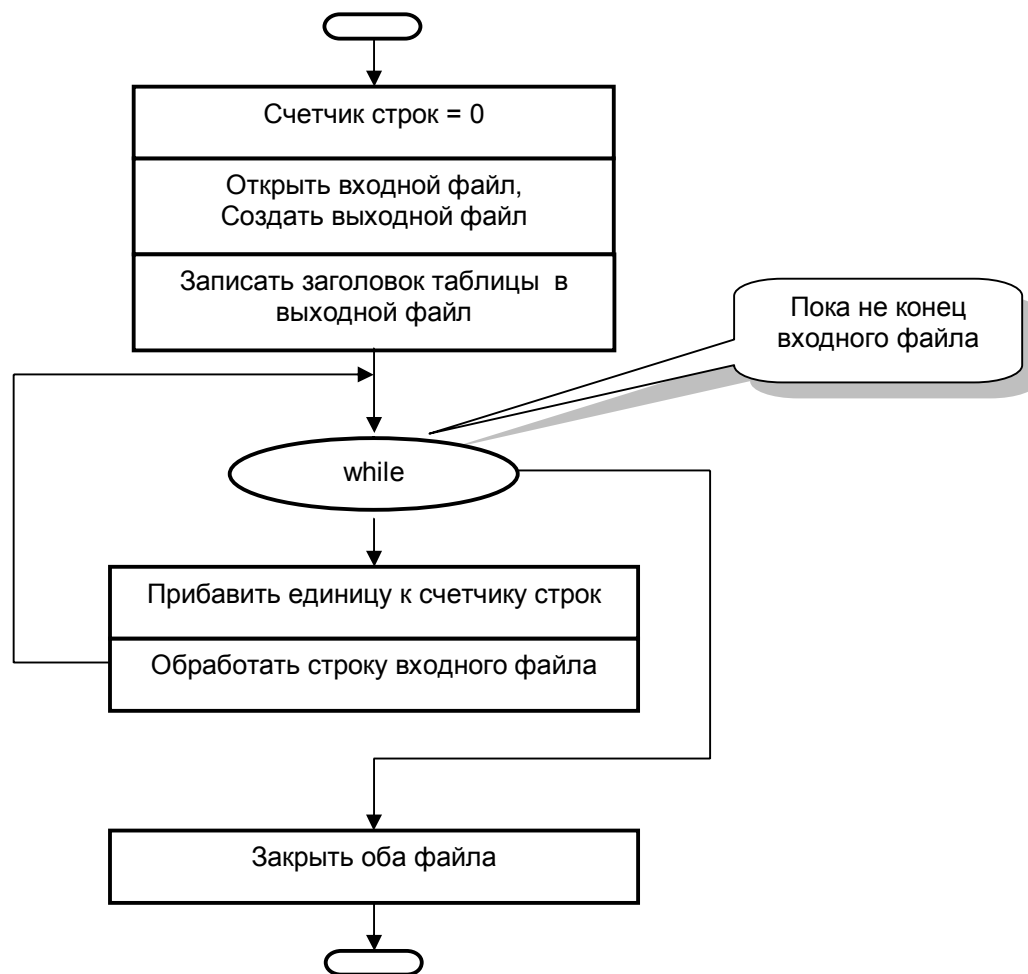 Счетчик строк = 0
Открыть входной файл,
Создать выходной файл
Записать заголовок таблицы в
выходной файл
Пока не конец
входного файла
while
Прибавить единицу к счетчику строк
Обработать строку входного файла
Закрыть оба файла